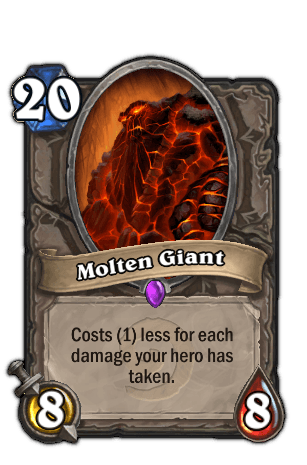 20
Molten Giant
Costs (1) less for each
damage your hero has
taken.
8
8